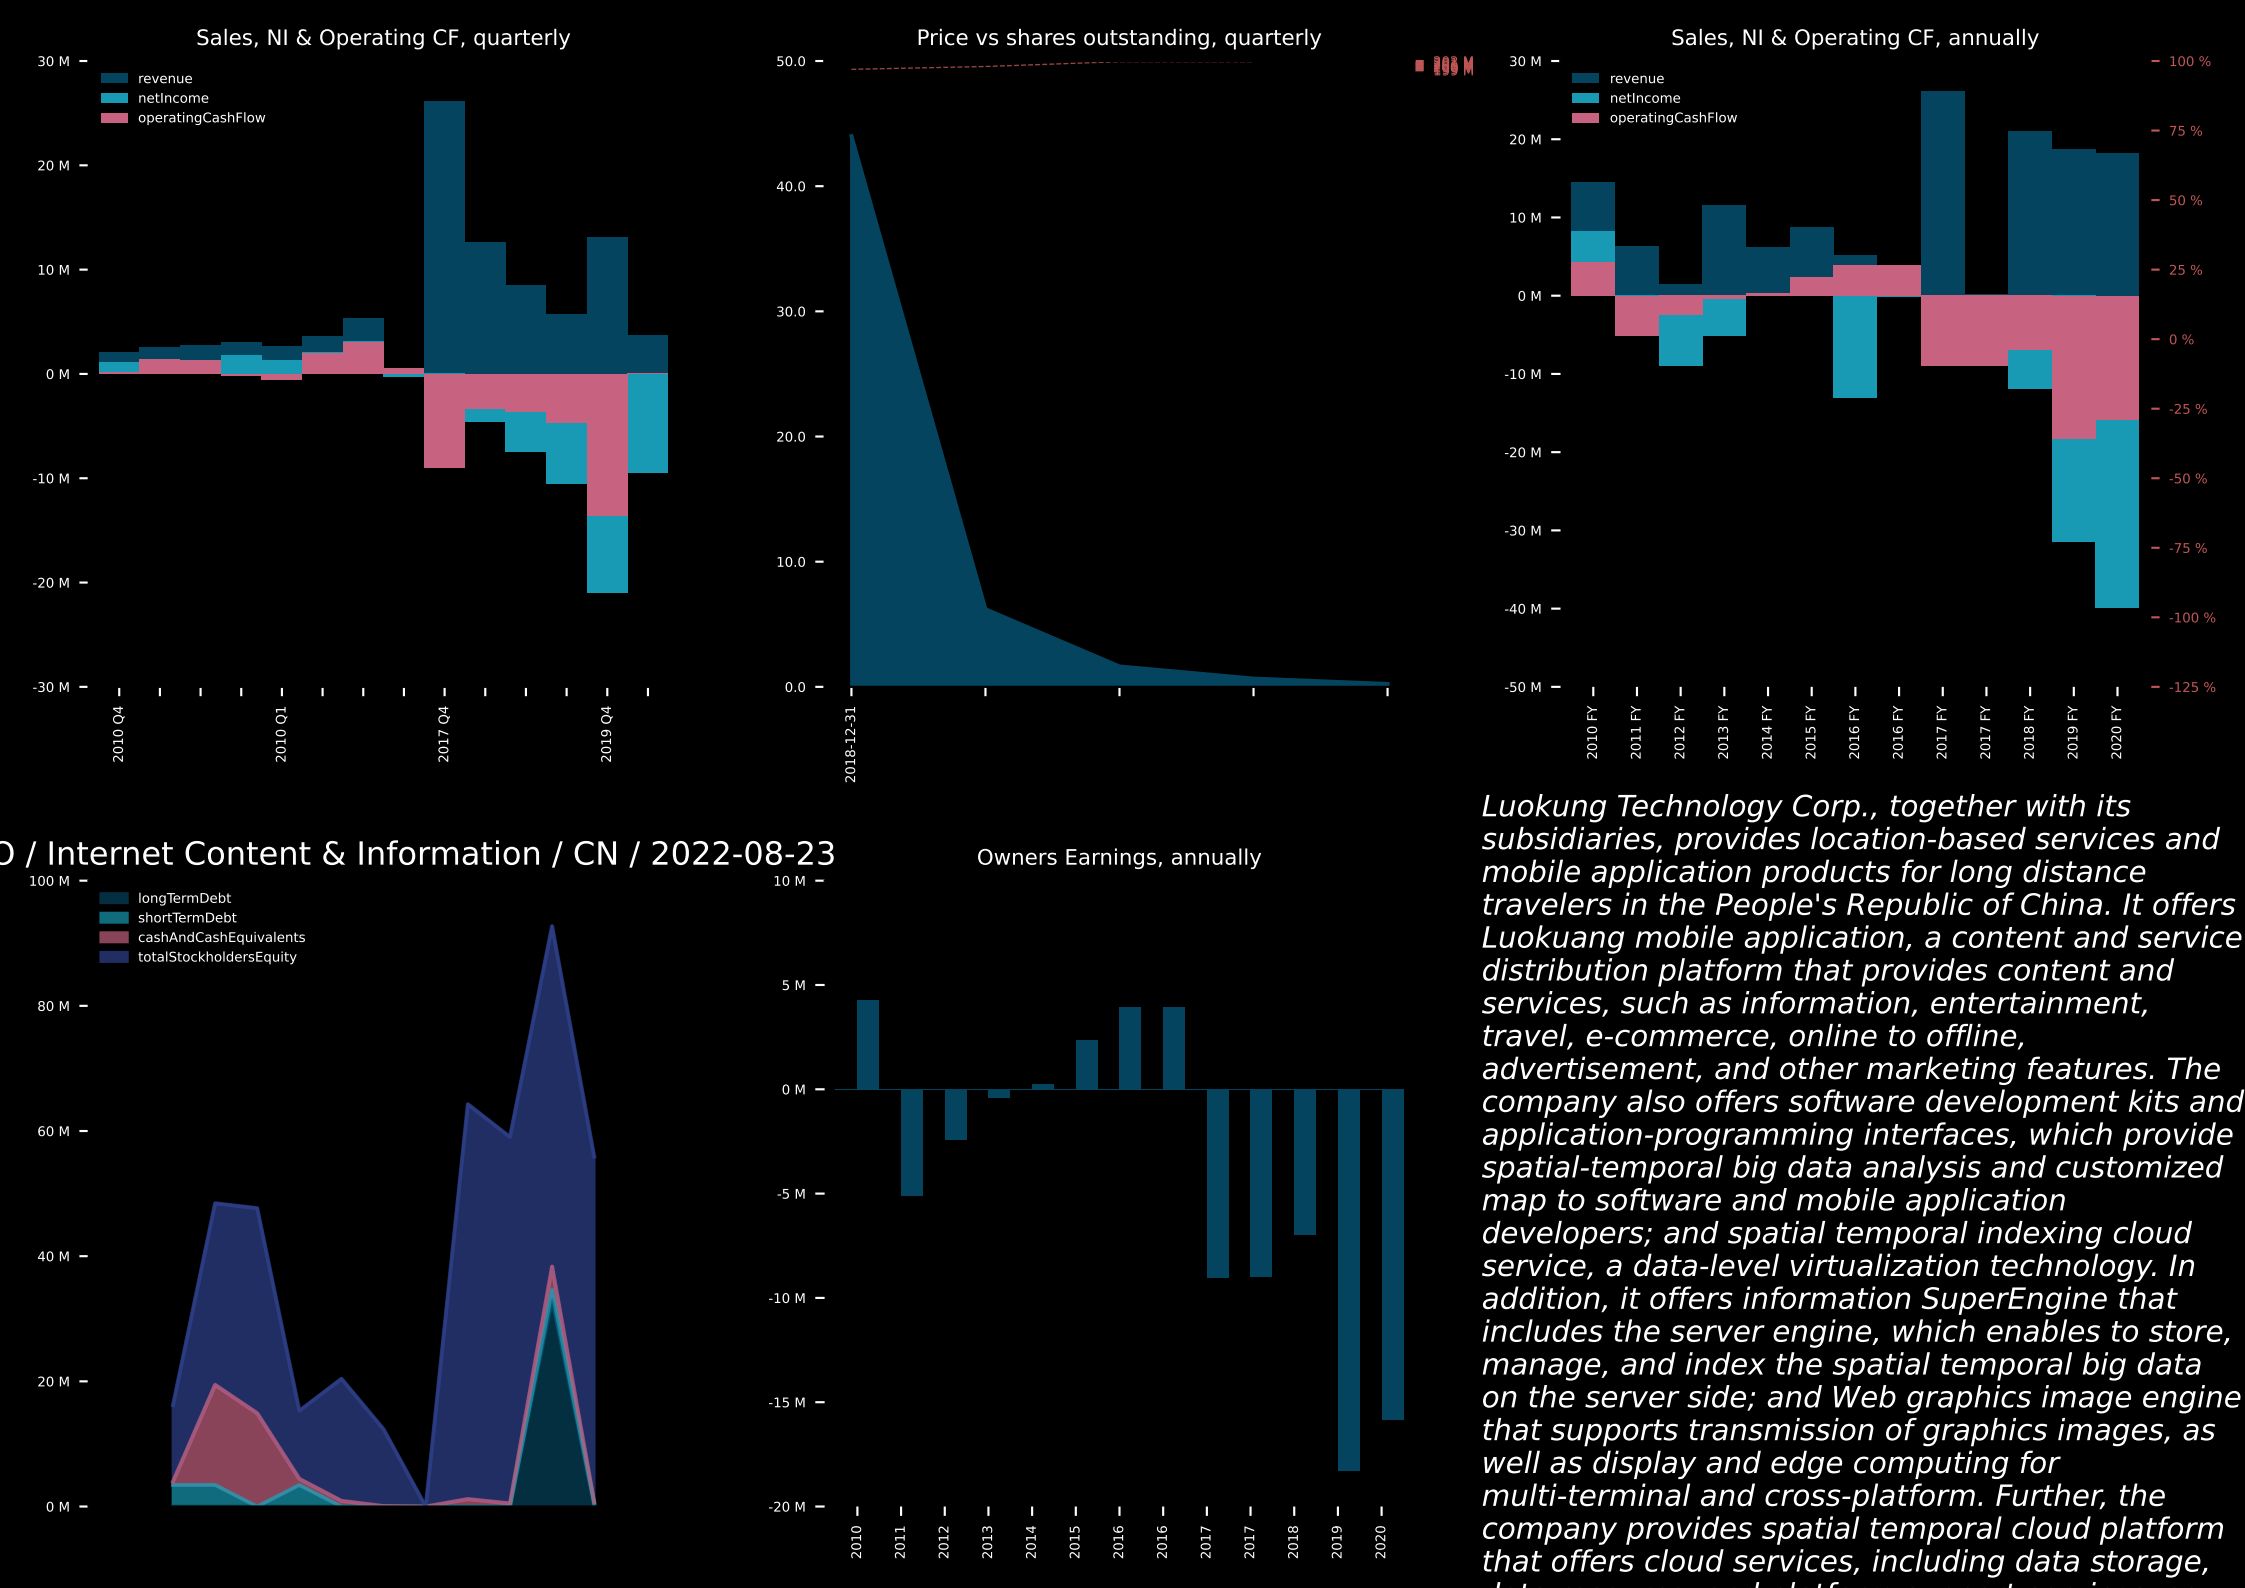 Sales, NI & Operating CF, quarterly
30 M
20 M
10 M
0 M
-10 M
-20 M
-30 M
revenue
netIncome
operatingCashFlow
2010 Q4
2010 Q1
2017 Q4
2019 Q4
Price vs shares outstanding, quarterly
50.0
40.0
30.0
20.0
10.0
0.0
2018-12-31
Sales, NI & Operating CF, annually
30 M
20 M
10 M
0 M
-10 M
-20 M
-30 M
-40 M
-50 M
revenue
netIncome
operatingCashFlow
100 %
75 %
50 %
25 %
0 %
-25 %
-50 %
-75 %
-100 %
-125 %
2010 FY
2011 FY
2012 FY
2013 FY
2014 FY
2015 FY
2016 FY
2016 FY
2017 FY
2017 FY
2018 FY
2019 FY
2020 FY
/ Internet Content & Information / CN / 2022-08-23
100 M
80 M
60 M
40 M
20 M
0 M
longTermDebt
shortTermDebt
cashAndCashEquivalents
totalStockholdersEquity
Owners Earnings, annually
10 M
5 M
0 M
-5 M
-10 M
-15 M
-20 M
2010
2011
2012
2013
2014
2015
2016
2016
2017
2017
2018
2019
2020
Luokung Technology Corp., together with its
subsidiaries, provides location-based services and
mobile application products for long distance
travelers in the People's Republic of China. It offers
Luokuang mobile application, a content and service
distribution platform that provides content and
services, such as information, entertainment,
travel, e-commerce, online to offline,
advertisement, and other marketing features. The
company also offers software development kits and
application-programming interfaces, which provide
spatial-temporal big data analysis and customized
map to software and mobile application
developers; and spatial temporal indexing cloud
service, a data-level virtualization technology. In
addition, it offers information SuperEngine that
includes the server engine, which enables to store,
manage, and index the spatial temporal big data
on the server side; and Web graphics image engine
that supports transmission of graphics images, as
well as display and edge computing for
multi-terminal and cross-platform. Further, the
company provides spatial temporal cloud platform
that offers cloud services, including data storage,